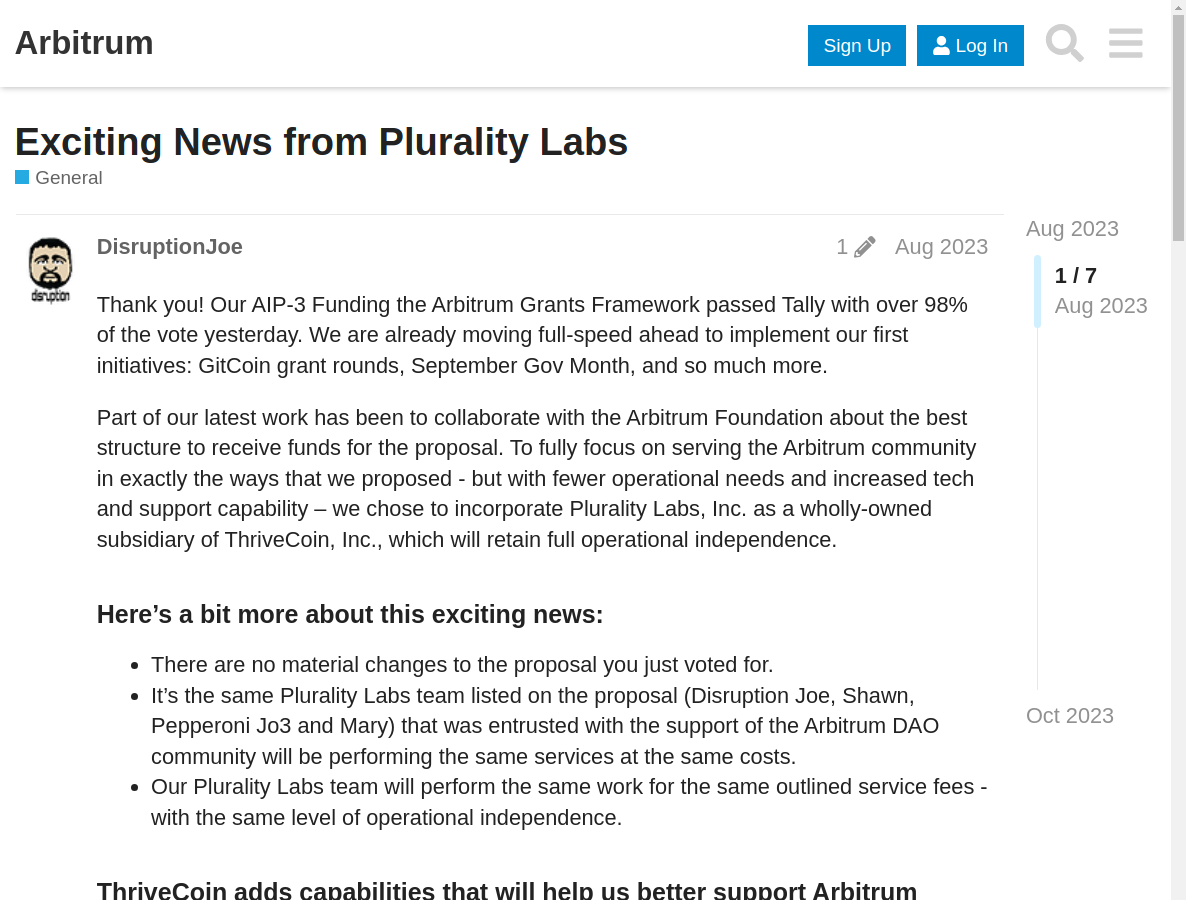 Arbitrum
Sign Up
Log In
Exciting News from Plurality Labs
General
DisruptionJoe
1
Aug 2023
disruption
Thank you! Our AIP-3 Funding the Arbitrum Grants Framework passed Tally with over 98%
of the vote yesterday. We are already moving full-speed ahead to implement our first
initiatives: GitCoin grant rounds, September Gov Month, and so much more.
Part of our latest work has been to collaborate with the Arbitrum Foundation about the best
structure to receive funds for the proposal. To fully focus on serving the Arbitrum community
in exactly the ways that we proposed - but with fewer operational needs and increased tech
and support capability – we chose to incorporate Plurality Labs, Inc. as a wholly-owned
subsidiary of ThriveCoin, Inc., which will retain full operational independence.
Here’s a bit more about this exciting news:
There are no material changes to the proposal you just voted for.
It’s the same Plurality Labs team listed on the proposal (Disruption Joe, Shawn,
Pepperoni Jo3 and Mary) that was entrusted with the support of the Arbitrum DAO
community will be performing the same services at the same costs.
Our Plurality Labs team will perform the same work for the same outlined service fees -
with the same level of operational independence.
ThriveCoin adds capabilities that will help us better support Arbitrum
Aug 2023
1 / 7
Aug 2023
Oct 2023